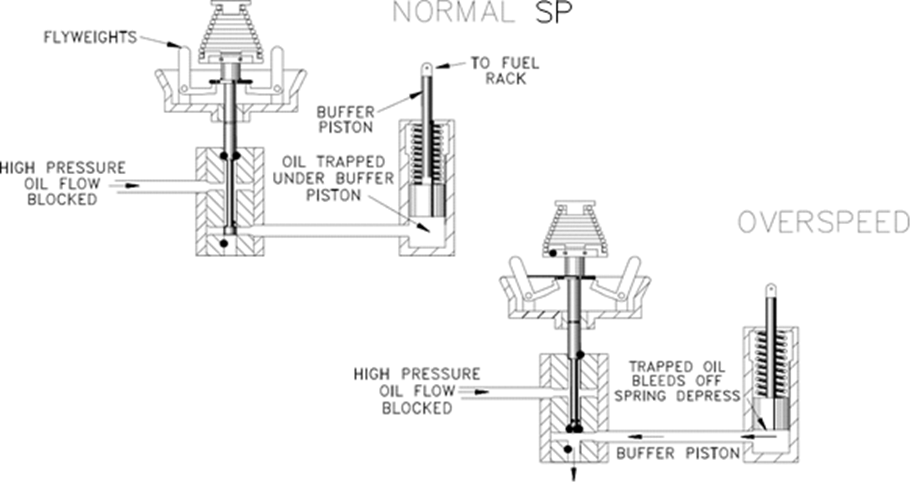 NORMAL SP
FLYWEIGHTS
TO FUEL
RACK
BUFFER
PISTON
HIGH PRESSURE
OIL FLOW
BLOCKED
OIL TRAPPED
UNDER BUFFER
PISTON
OVERSPEED
HIGH PRESSURE
OIL FLOW
BLOCKED
TRAPPED OIL
BLEEDS OFF
SPRING DEPRESS
BUFFER PISTON